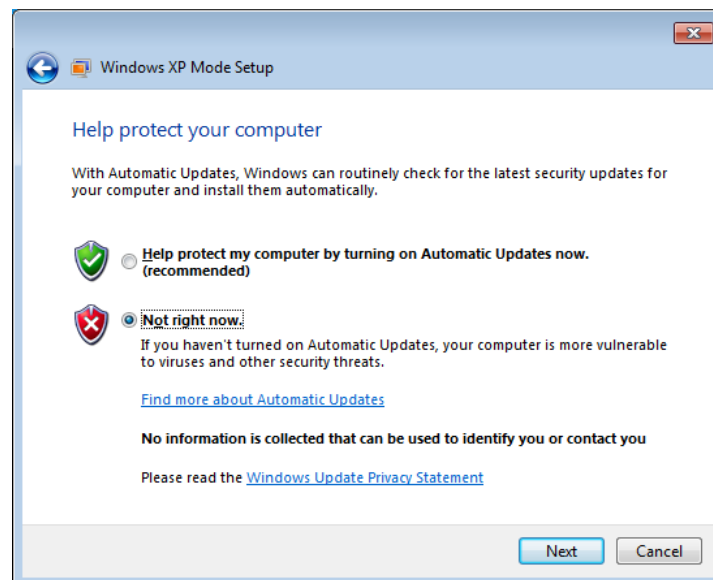 Windows XP Mode Setup
Help protect your computer
With Automatic Updates, Windows can routinely check for the latest security updates for
your computer and install them automatically.
Help protect my computer by turning on Automatic Updates now.
(recommended)
Not right now.
If you haven't turned on Automatic Updates, your computer is more vulnerable
to viruses and other security threats.
Find more about Automatic Updates
No information is collected that can be used to identify you or contact you
Please read the Windows Update Privacy Statement
Next Cancel